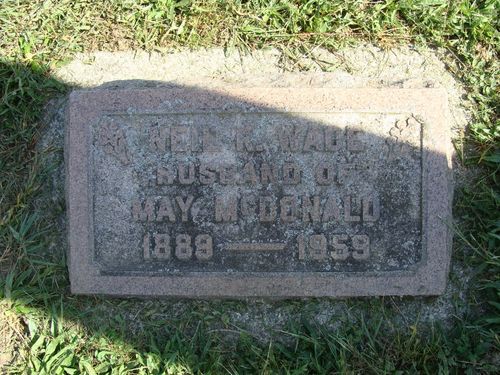 NEIL R. WADE
HUSBAND OF
MAY MCDONALD
1889 — 1959